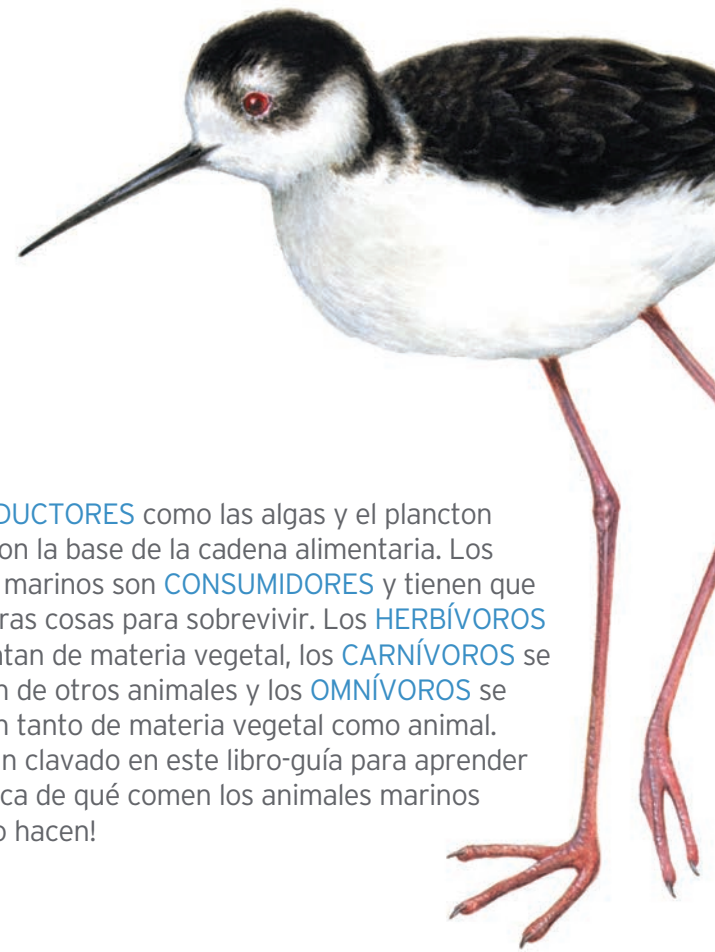 DUCTORES como las algas y el plancton
on la base de la cadena alimentaria. Los
marinos son CONSUMIDORES y tienen que
ras cosas para sobrevivir. Los HERBÍVOROS
tan de materia vegetal, los CARNÍVOROS se
n de otros animales y los OMNÍVOROS se
n tanto de materia vegetal como animal.
n clavado en este libro-guía para aprender
ca de qué comen los animales marinos
o hacen!